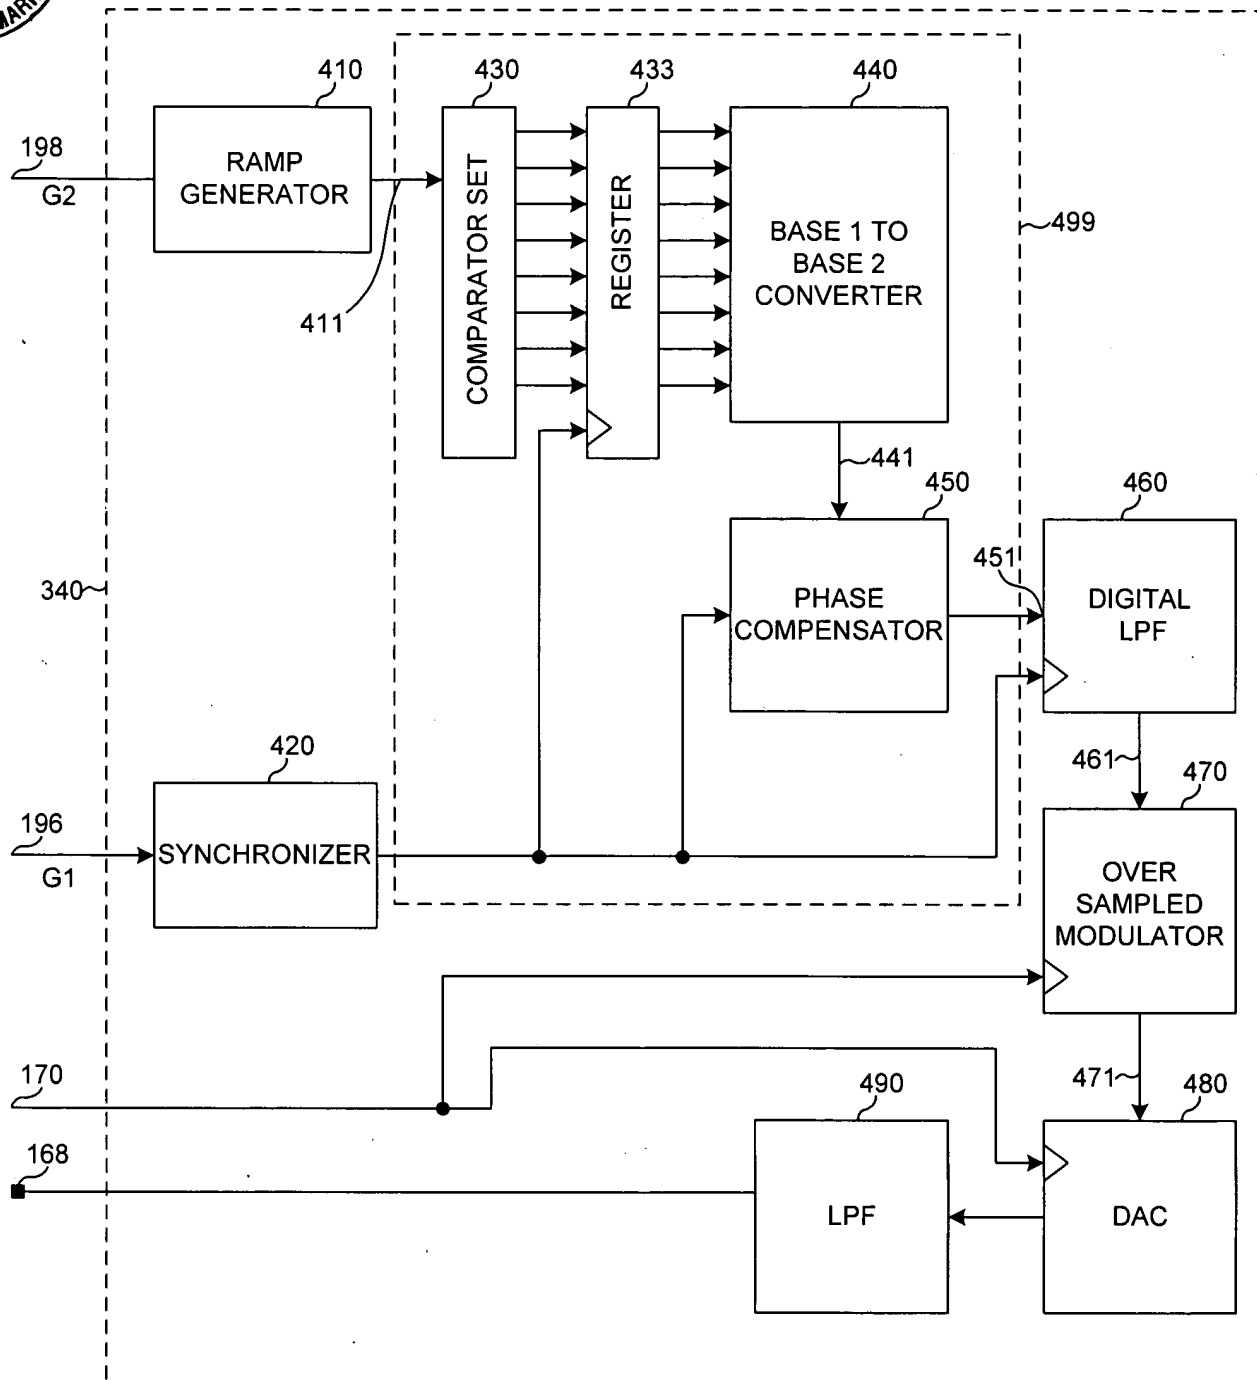 MARK
410
430
433
440
198
G2
RAMP
GENERATOR
411
COMPARATOR SET
REGISTER
BASE 1 TO
BASE 2
CONVERTER
499
441
450
460
340
451
PHASE
COMPENSATOR
DIGITAL
LPF
420
461
470
196
G1
SYNCHRONIZER
OVER
SAMPLED
MODULATOR
170
490
471
480
168
LPF
DAC